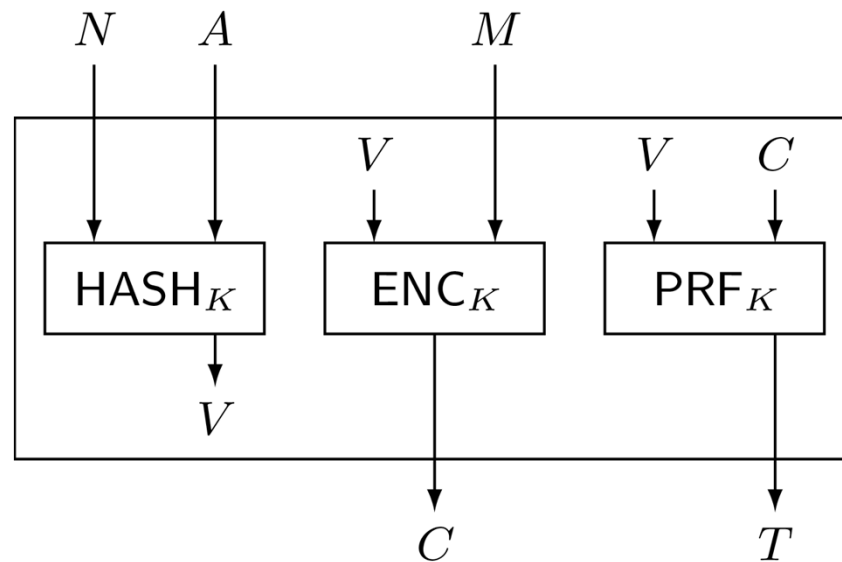 N A M
V V C
HASH_K ENC_K PRF_K
V
C T